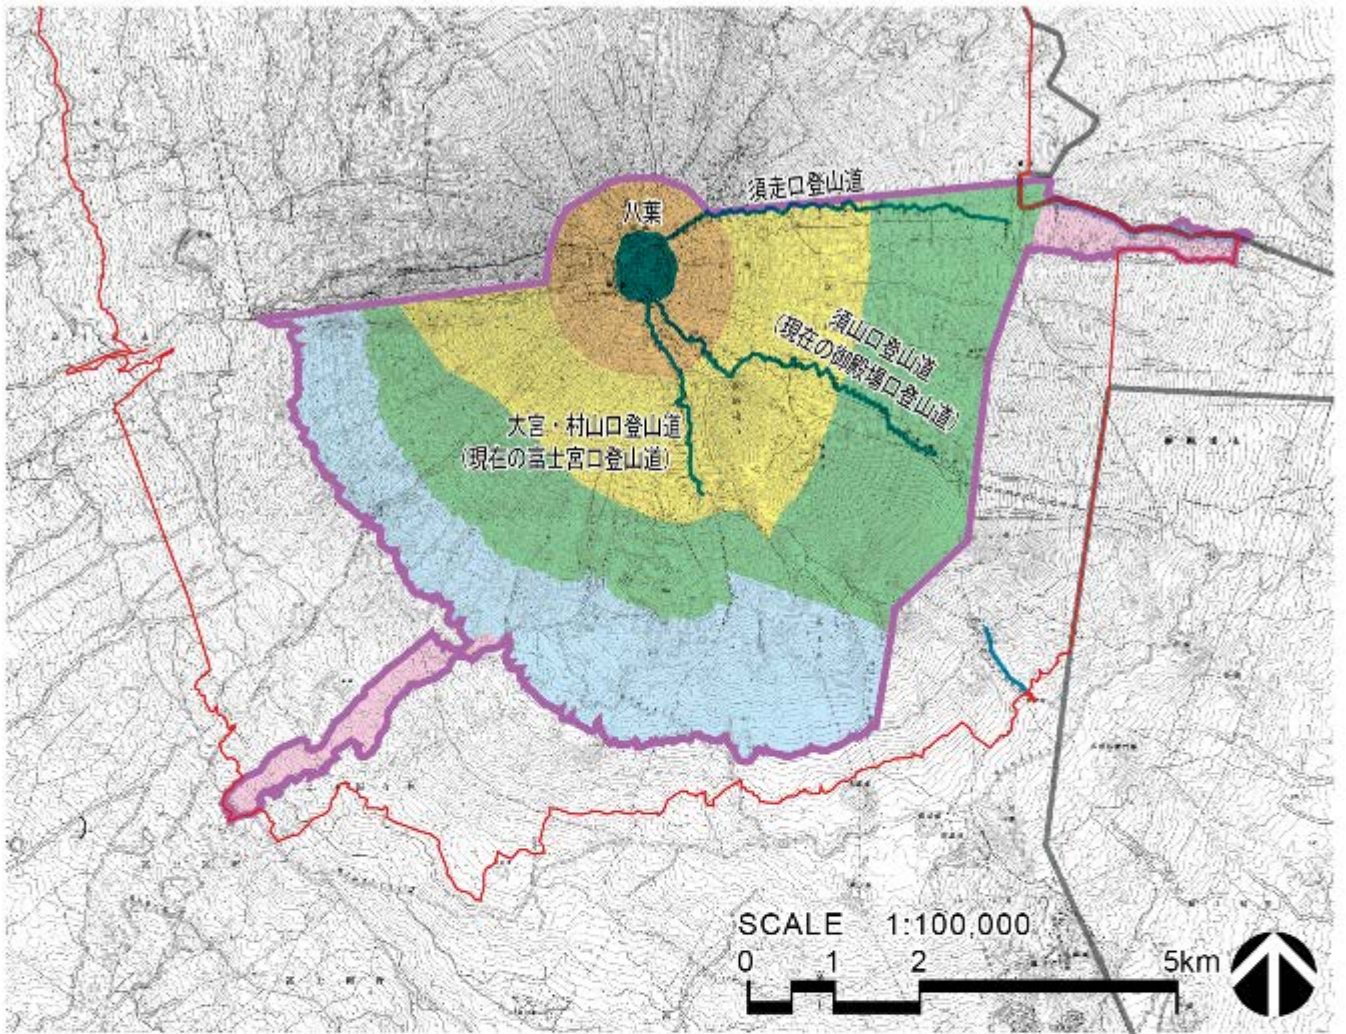 八葉
須走口登山道
須山口登山道
(現在の御殿場口登山道)
大宮・村山口登山道
(現在の富士宮口登山道)
SCALE 1:100,000
0 1 2 5km